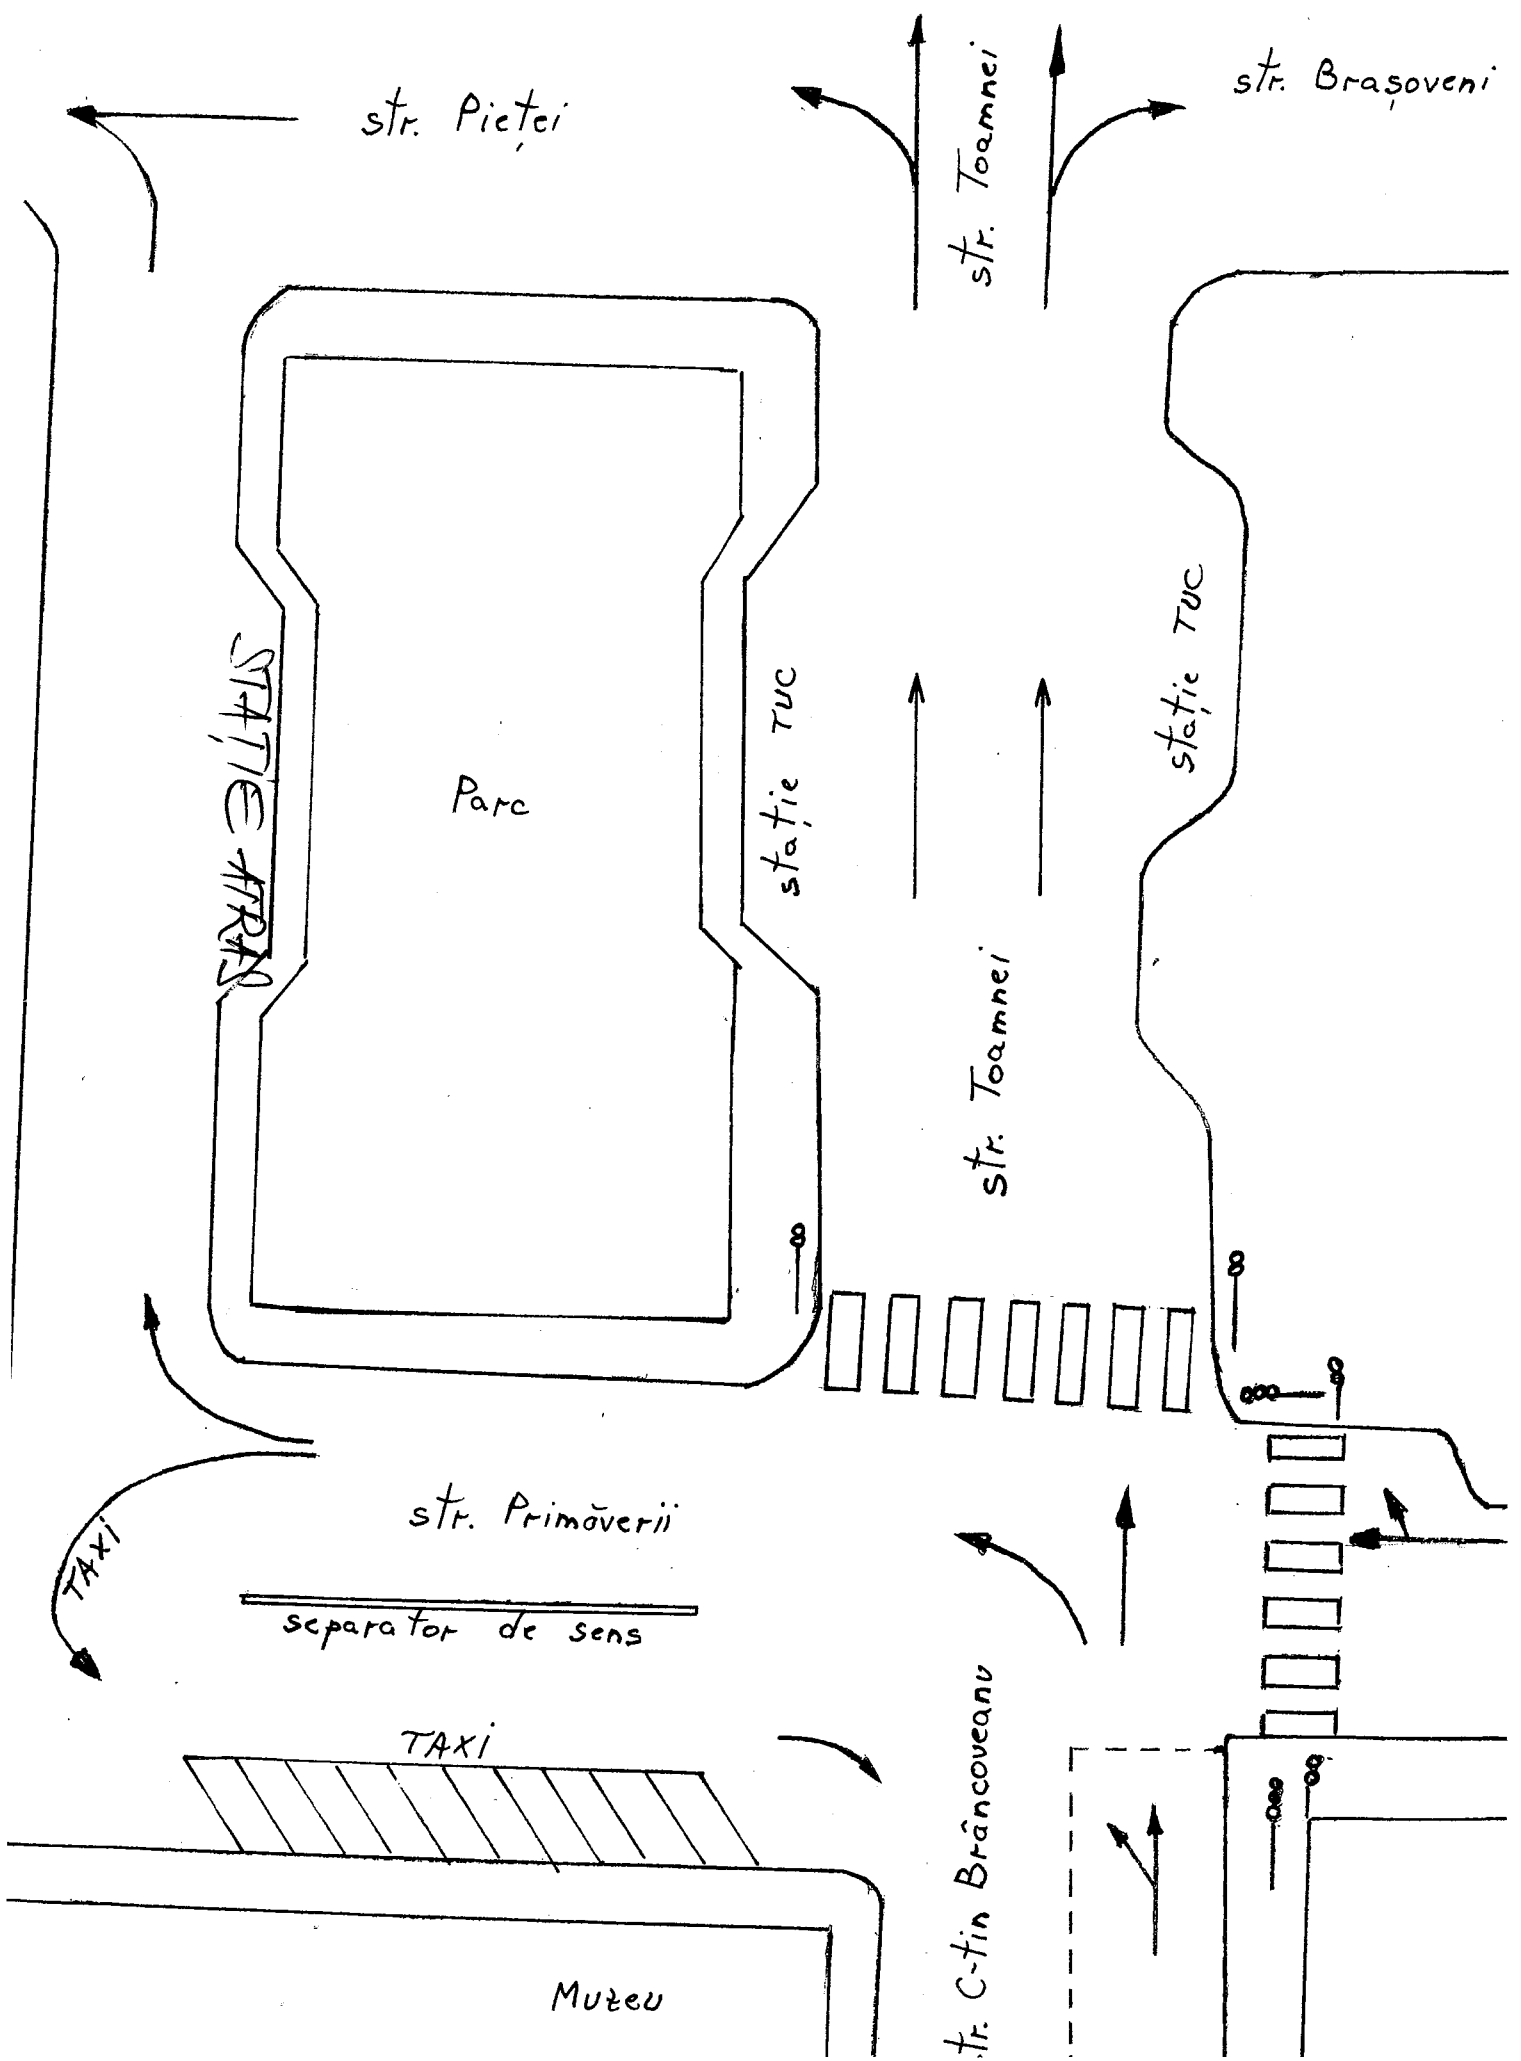 str. Brașoveni
str. Pieței
str. Toamnei
stație TUC
STAȚIE ATRAS
stație TUC
Parc
str. Toamnei
str. Primăverii
TAXi
separator de sens
TAXi
str. C-tin Brâncoveanu
Muzeu